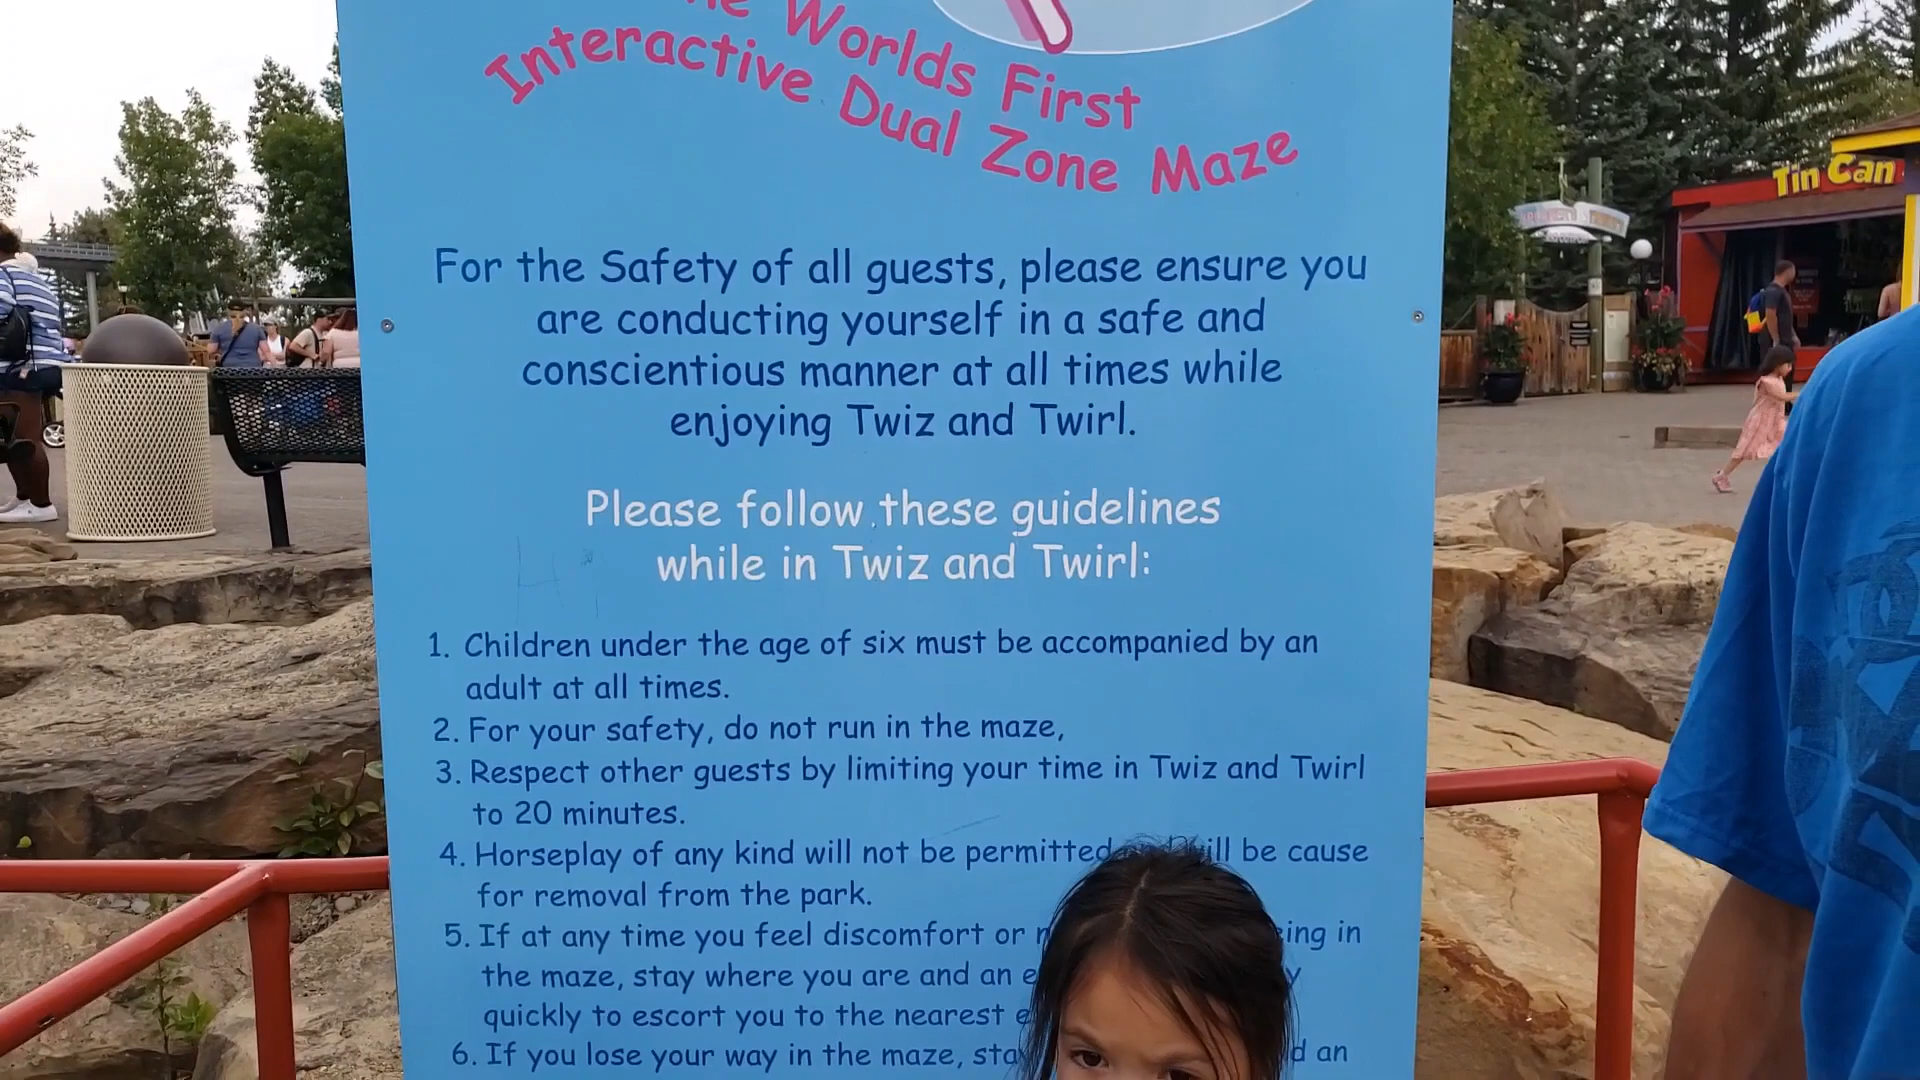 Worlds First
Interactive Dual Zone Maze
For the Safety of all guests, please ensure you
are conducting yourself in a safe and
conscientious manner at all times while
enjoying Twiz and Twirl.
Please follow these guidelines
while in Twiz and Twirl:
1. Children under the age of six must be accompanied by an
adult at all times.
2. For your safety, do not run in the maze,
3. Respect other guests by limiting your time in Twiz and Twirl
to 20 minutes.
4. Horseplay of any kind will not be permitted will be cause
for removal from the park.
5. If at any time you feel discomfort or in
the maze, stay where you are and an
quickly to escort you to the nearest
6. If you lose your way in the maze, an
Tin Can